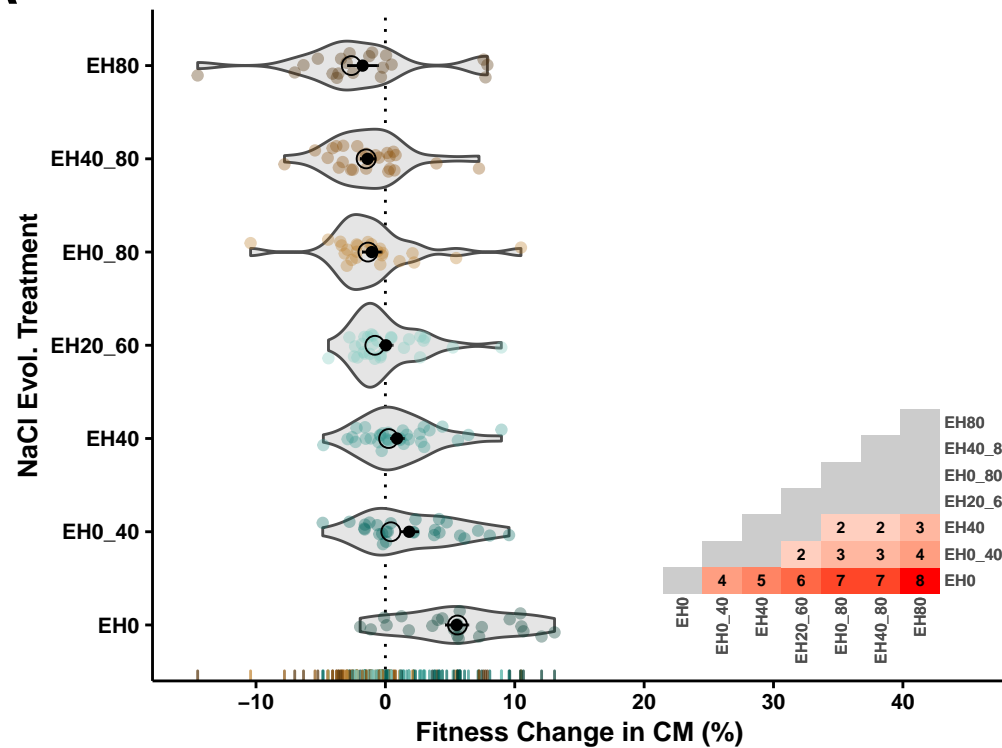 EH80
EH40_80
EH0_80
EH20_60
EH40
EH0_40
EH0
NaCl Evol. Treatment
−10
0
10
20
30
40
Fitness Change in CM (%)
EH80
EH40_8
EH0_80
EH20_6
2 2 3 EH40
2 3 3 4 EH0_40
4 5 6 7 7 8 EH0
EH0
EH0_40
EH40
EH20_60
EH0_80
EH40_80
EH80